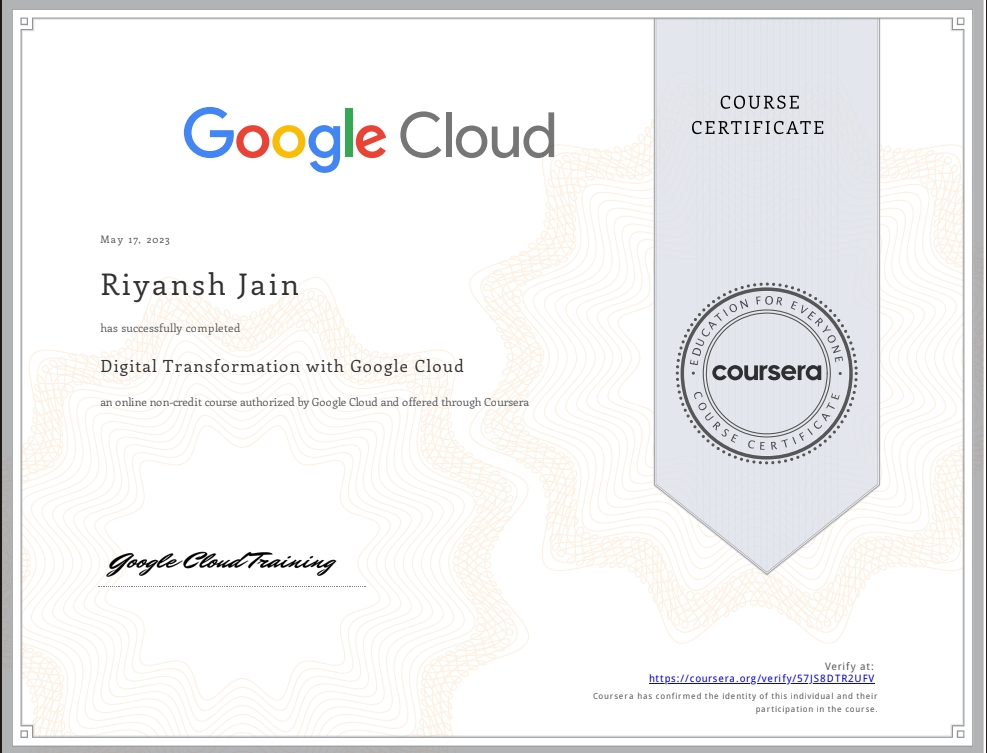 Google Cloud
COURSE
CERTIFICATE
May 17, 2023
Riyansh Jain
has successfully completed
Digital Transformation with Google Cloud
an online non-credit course authorized by Google Cloud and offered through Coursera
EDUCATION FOR EVERYONE
coursera
COURSE CERTIFICATE
Google Cloud Training
Verify at:
https://coursera.org/verify/57JS8DTR2UFV
Coursera has confirmed the identity of this individual and their
participation in the course.